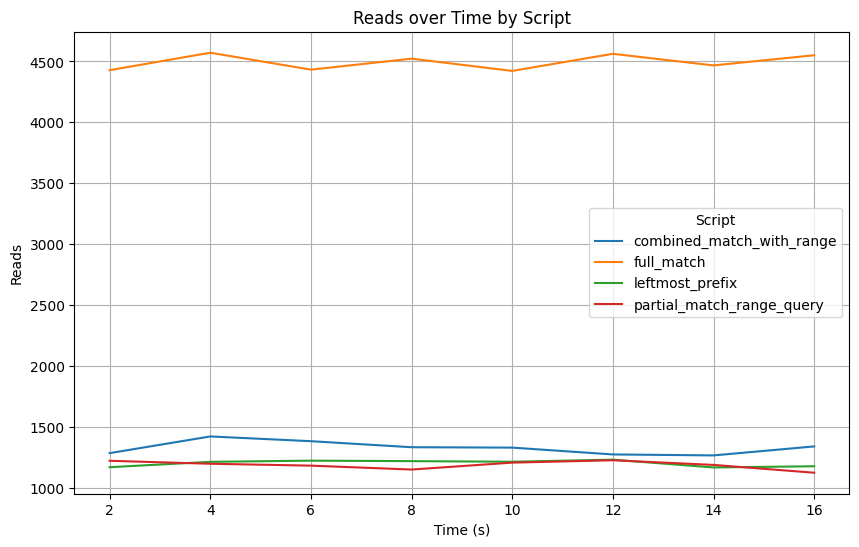 Reads over Time by Script
4500
4000
3500
3000
2500
2000
1500
1000
Reads
Script
combined_match_with_range
full_match
leftmost_prefix
partial_match_range_query
2 4 6 8 10 12 14 16
Time (s)